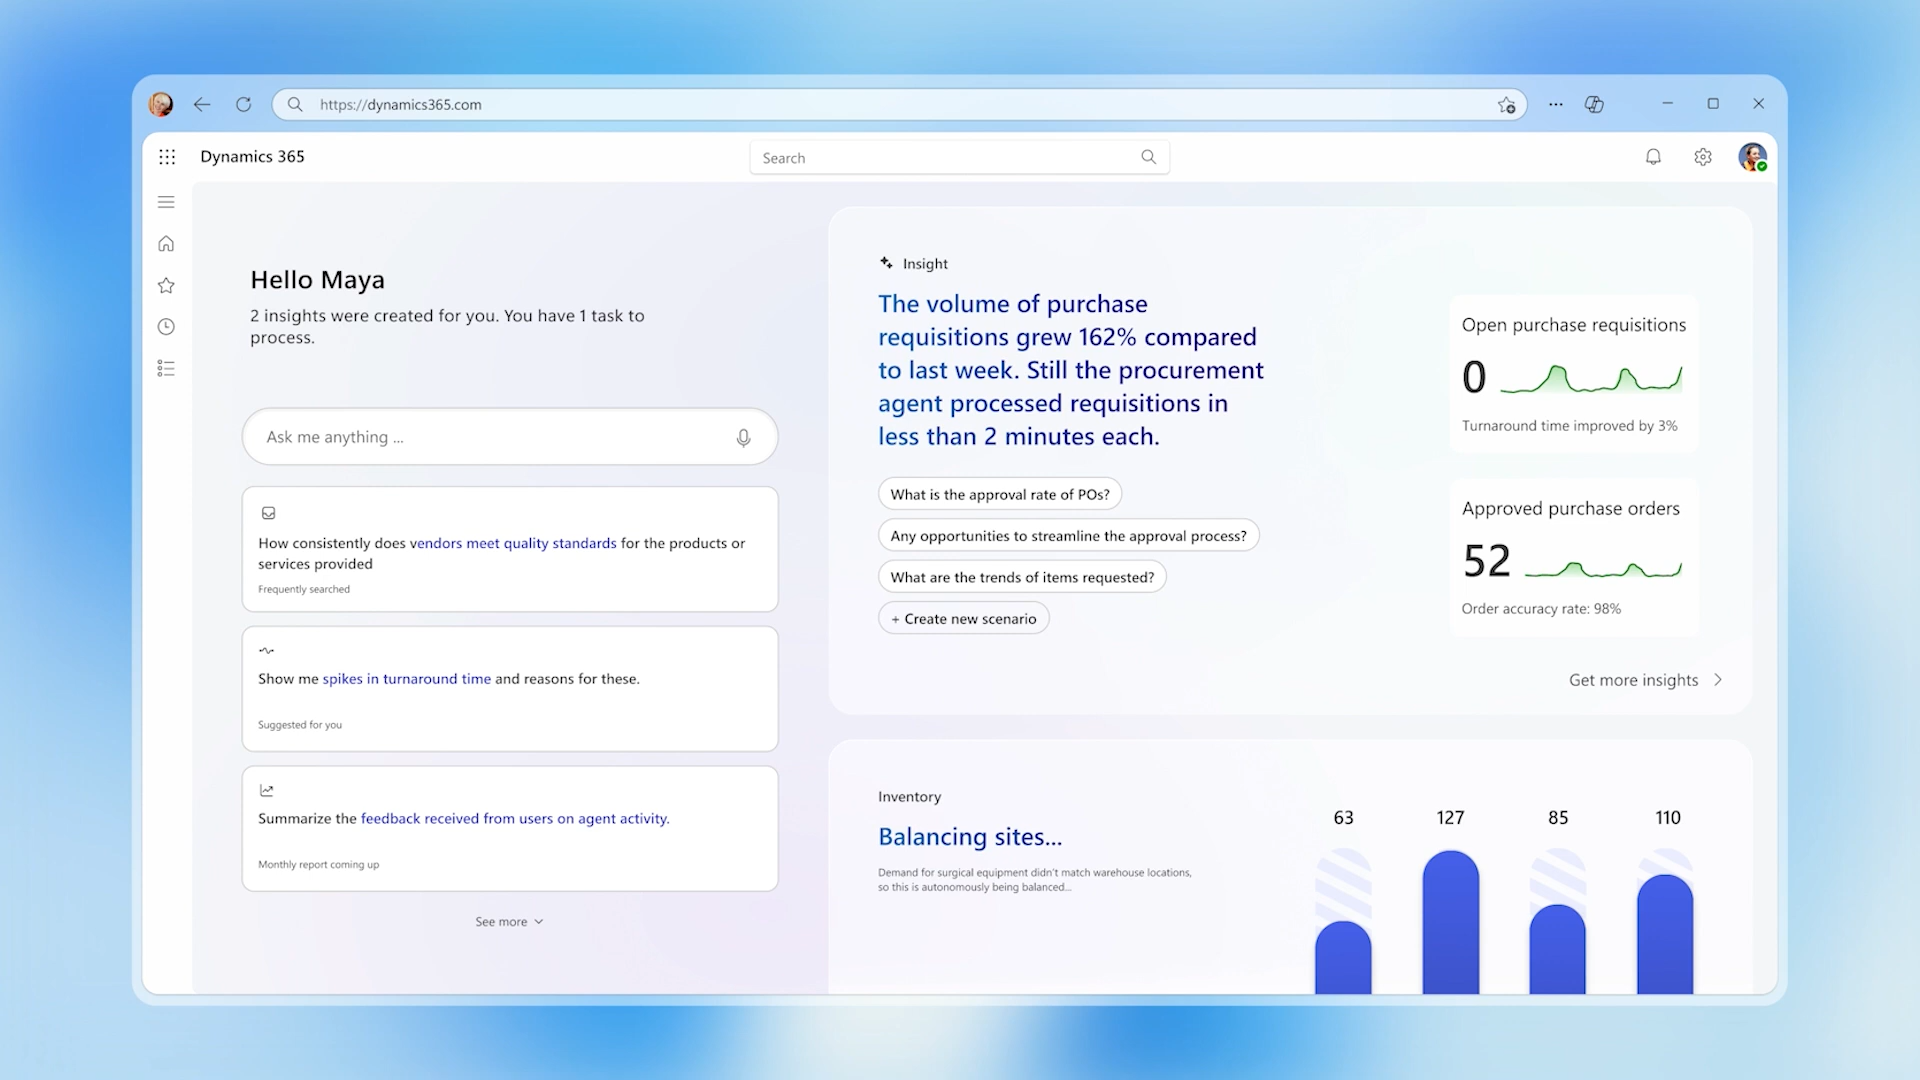 https://dynamics365.com
Dynamics 365
Search
Hello Maya
2 insights were created for you. You have 1 task to
process.
Ask me anything ...
How consistently does vendors meet quality standards for the products or
services provided
Frequently searched
Show me spikes in turnaround time and reasons for these.
Suggested for you
Summarize the feedback received from users on agent activity.
Monthly report coming up
See more
Insight
The volume of purchase
requisitions grew 162% compared
to last week. Still the procurement
agent processed requisitions in
less than 2 minutes each.
What is the approval rate of POs?
Any opportunities to streamline the approval process?
What are the trends of items requested?
+ Create new scenario
Open purchase requisitions
0
Turnaround time improved by 3%
Approved purchase orders
52
Order accuracy rate: 98%
Get more insights
Inventory
Balancing sites...
Demand for surgical equipment didn't match warehouse locations,
so this is autonomously being balanced...
63 127 85 110